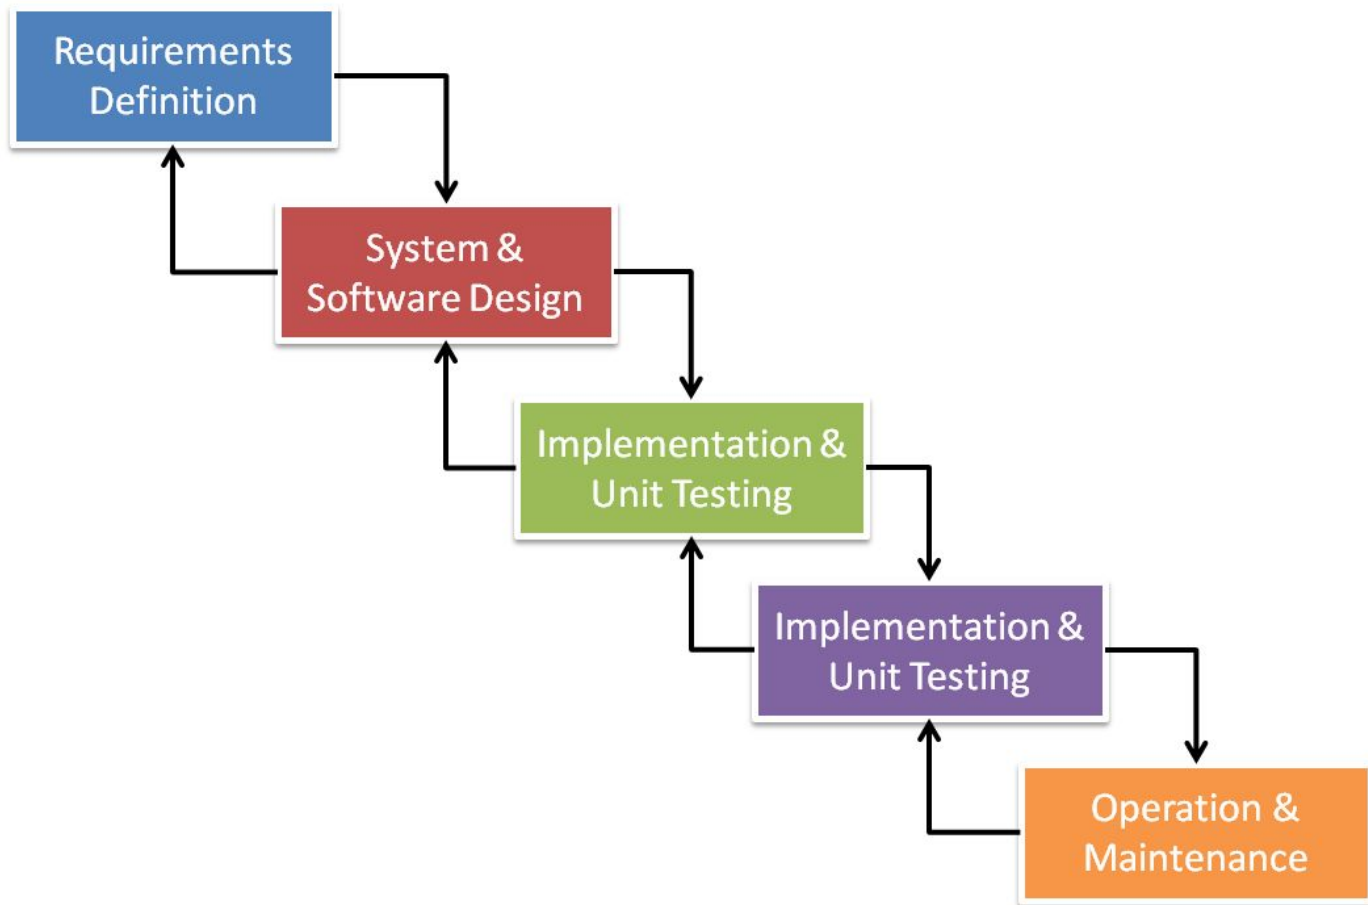 Requirements
Definition
System &
Software Design
Implementation &
Unit Testing
Implementation &
Unit Testing
Operation &
Maintenance